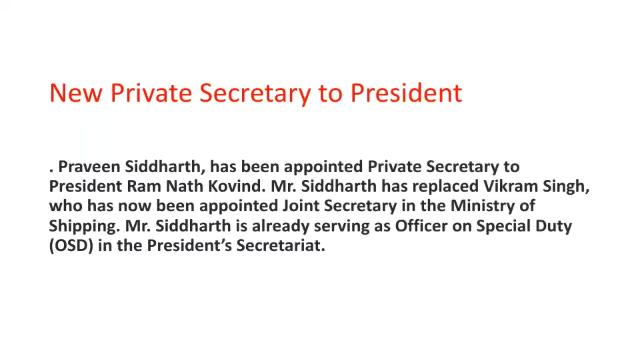 New Private Secretary to President
. Praveen Siddharth, has been appointed Private Secretary to
President Ram Nath Kovind. Mr. Siddharth has replaced Vikram Singh,
who has now been appointed Joint Secretary in the Ministry of
Shipping. Mr. Siddharth is already serving as Officer on Special Duty
(OSD) in the President’s Secretariat.